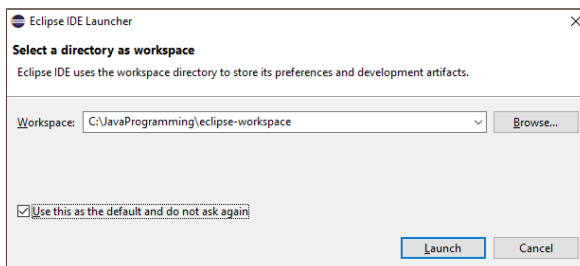 Eclipse IDE Launcher
Select a directory as workspace
Eclipse IDE uses the workspace directory to store its preferences and development artifacts.
Workspace: C:\JavaProgramming\eclipse-workspace Browse...
Use this as the default and do not ask again
Launch Cancel